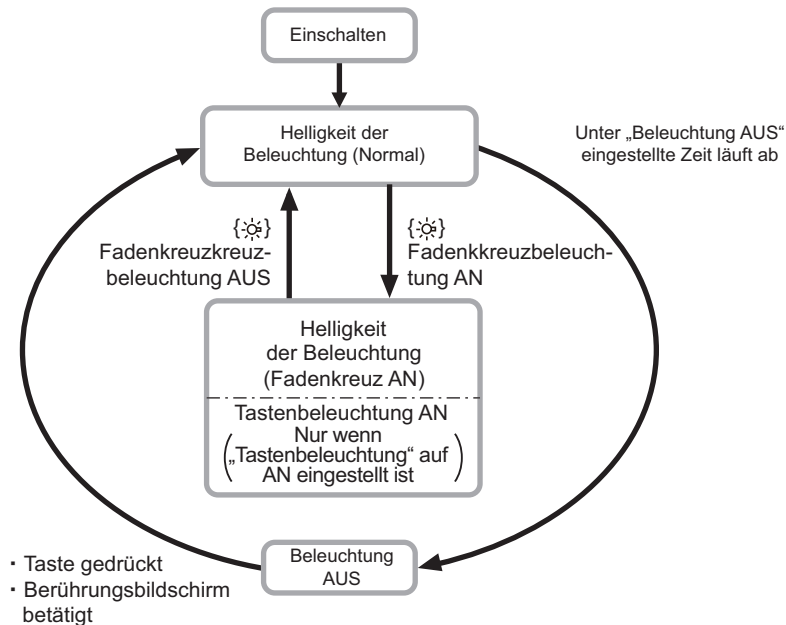 Einschalten
Helligkeit der
Beleuchtung (Normal)
Unter „Beleuchtung AUS“
eingestellte Zeit läuft ab
{☼}
Fadenkreuzkreuz-
beleuchtung AUS
{☼}
Fadenkkreuzbeleuch-
tung AN
Helligkeit
der Beleuchtung
(Fadenkreuz AN)
Tastenbeleuchtung AN
Nur wenn
(„Tastenbeleuchtung“ auf)
AN eingestellt ist
Beleuchtung
AUS
・ Taste gedrückt
・ Berührungsbildschirm
betätigt